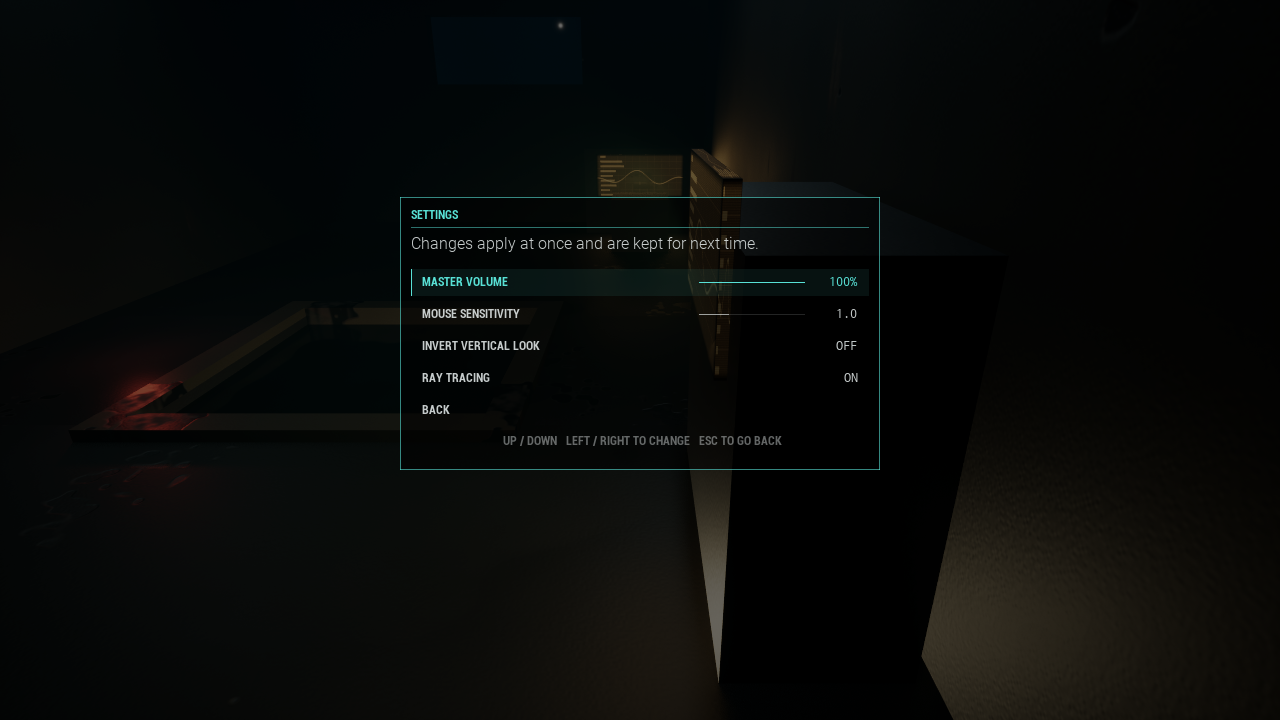 SETTINGS
Changes apply at once and are kept for next time.
MASTER VOLUME 100%
MOUSE SENSITIVITY 1.0
INVERT VERTICAL LOOK OFF
RAY TRACING ON
BACK
UP / DOWN LEFT / RIGHT TO CHANGE ESC TO GO BACK